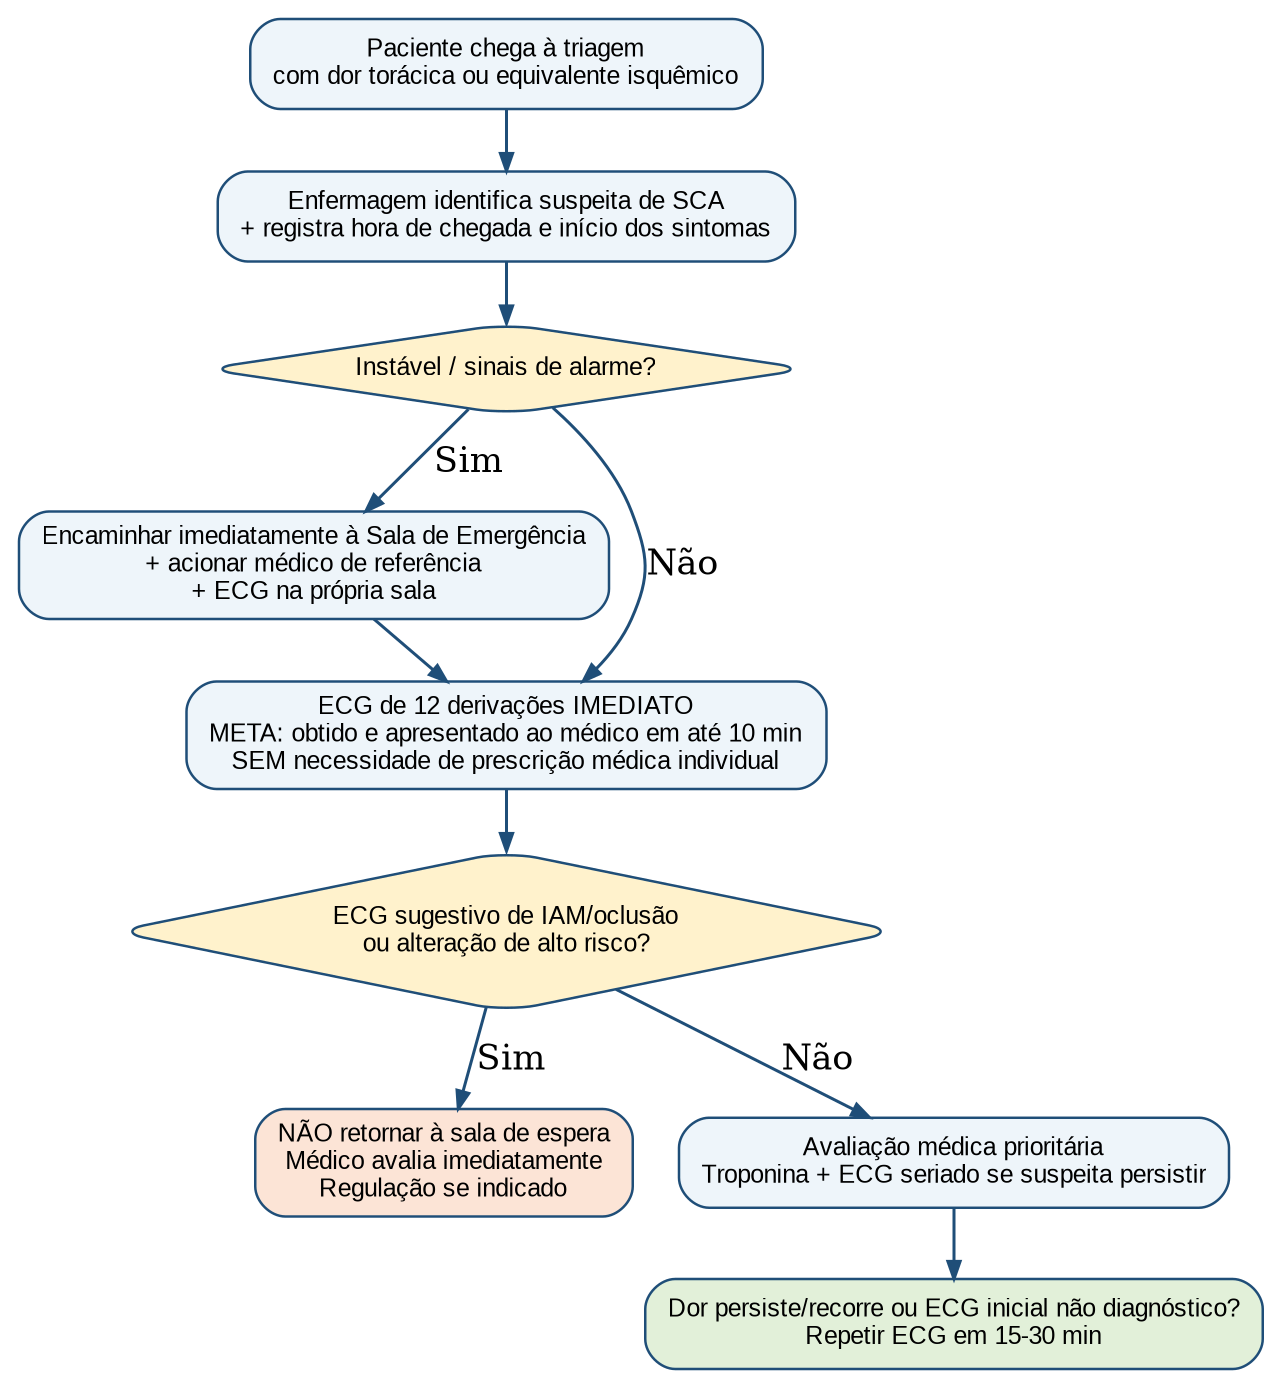 Paciente chega à triagem
com dor torácica ou equivalente isquêmico
Enfermagem identifica suspeita de SCA
+ registra hora de chegada e início dos sintomas
Instável / sinais de alarme?
Sim
Encaminhar imediatamente à Sala de Emergência
+ acionar médico de referência
+ ECG na própria sala
Não
ECG de 12 derivações IMEDIATO
META: obtido e apresentado ao médico em até 10 min
SEM necessidade de prescrição médica individual
ECG sugestivo de IAM/oclusão
ou alteração de alto risco?
Sim
Não
NÃO retornar à sala de espera
Médico avalia imediatamente
Regulação se indicado
Avaliação médica prioritária
Troponina + ECG seriado se suspeita persistir
Dor persiste/recorre ou ECG inicial não diagnóstico?
Repetir ECG em 15-30 min